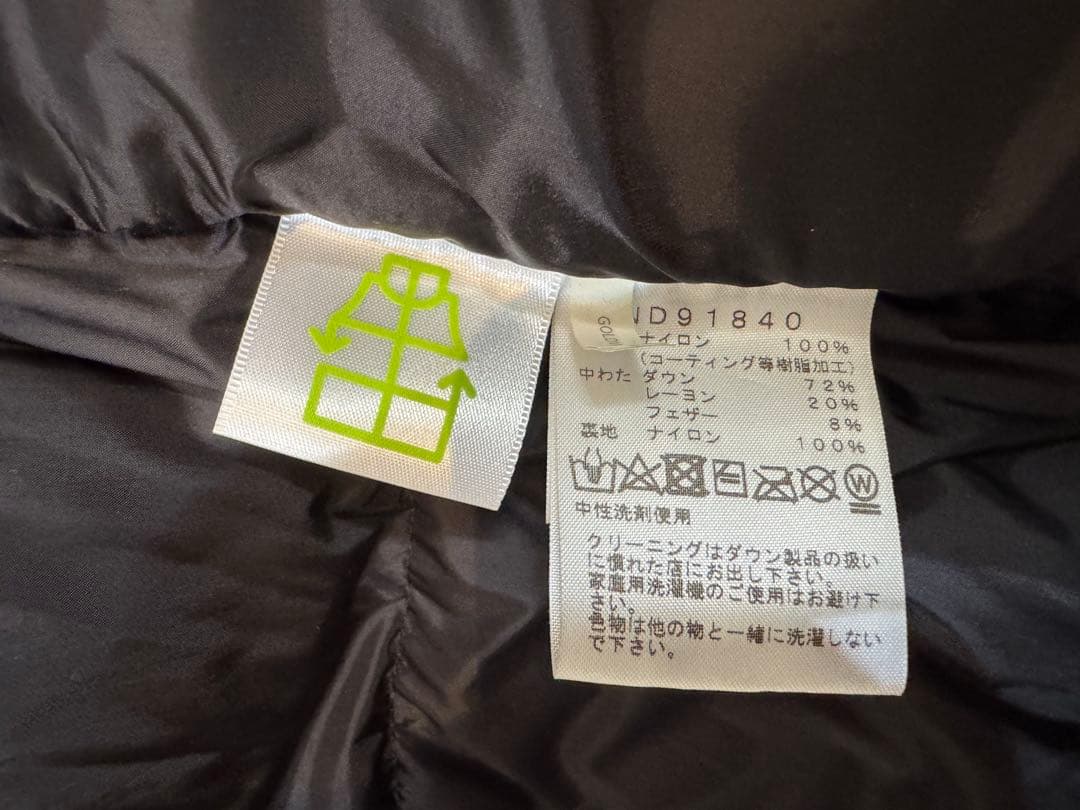 ND91840
ナイロン 100%
(コーティング等樹脂加工)
中わた ダウン 72%
レーヨン 20%
フェザー 8%
裏地 ナイロン 100%
W
中性洗剤使用
クリーニングはダウン製品の扱い
に慣れた店にお出し下さい。
家庭用洗濯機のご使用はお避け下
さい。
色物は他の物と一緒に洗濯しない
で下さい。